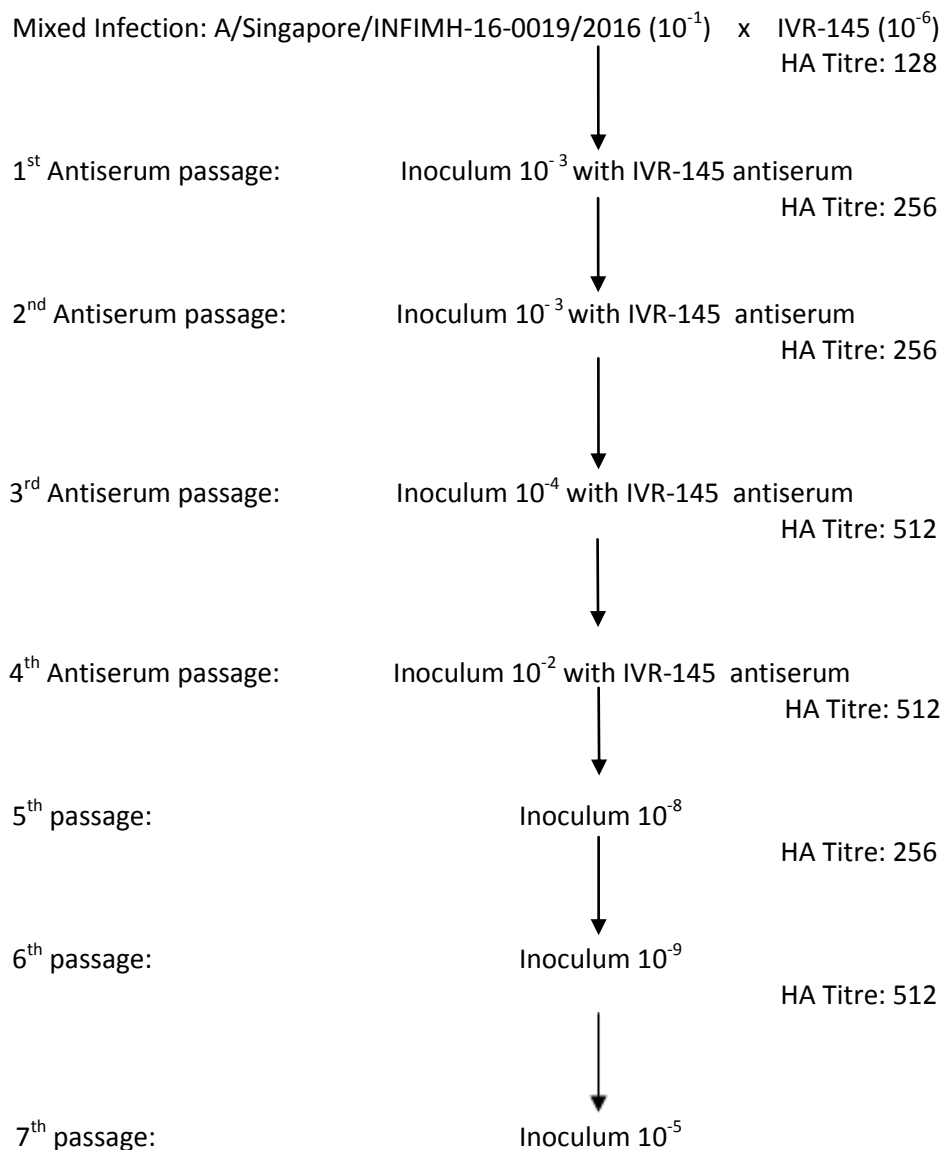 Mixed Infection: A/Singapore/INFIMH-16-0019/2016 (10⁻¹) x IVR-145 (10⁻⁶)
HA Titre: 128
1ˢᵗ Antiserum passage: Inoculum 10⁻³ with IVR-145 antiserum
HA Titre: 256
2ⁿᵈ Antiserum passage: Inoculum 10⁻³ with IVR-145 antiserum
HA Titre: 256
3ʳᵈ Antiserum passage: Inoculum 10⁻⁴ with IVR-145 antiserum
HA Titre: 512
4ᵗʰ Antiserum passage: Inoculum 10⁻² with IVR-145 antiserum
HA Titre: 512
5ᵗʰ passage: Inoculum 10⁻⁸
HA Titre: 256
6ᵗʰ passage: Inoculum 10⁻⁹
HA Titre: 512
7ᵗʰ passage: Inoculum 10⁻⁵